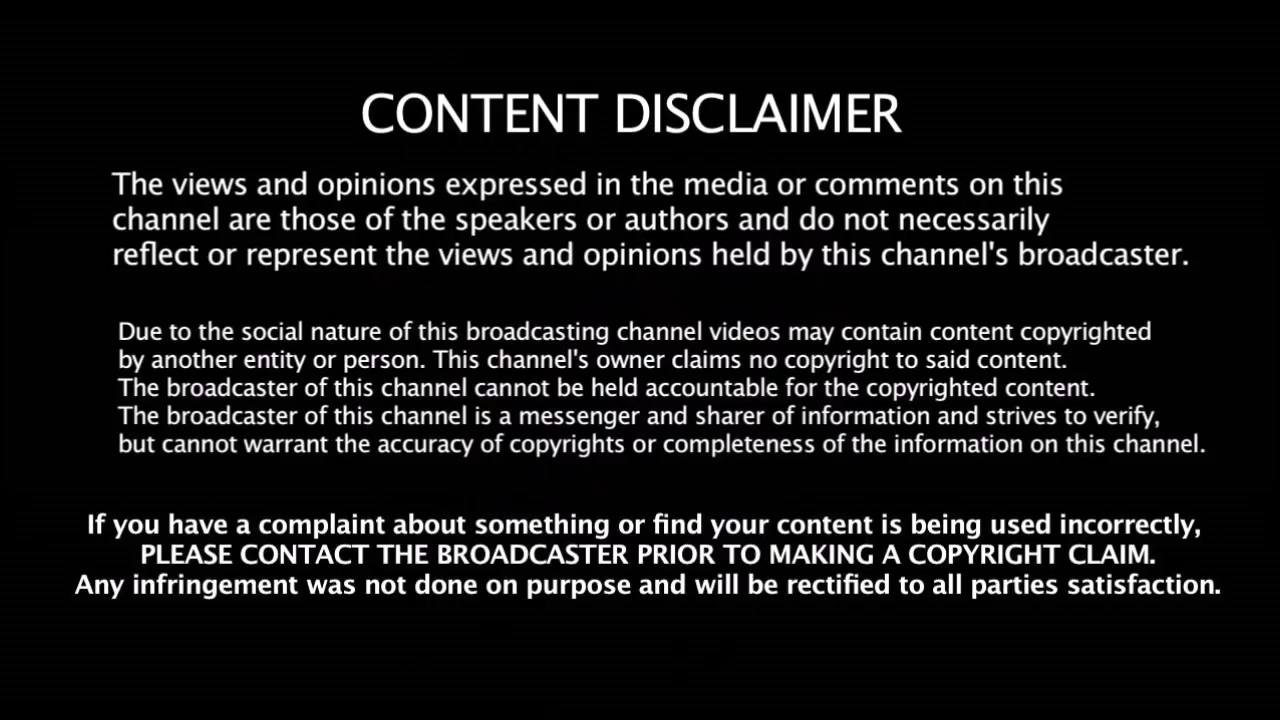 CONTENT DISCLAIMER
The views and opinions expressed in the media or comments on this
channel are those of the speakers or authors and do not necessarily
reflect or represent the views and opinions held by this channel's broadcaster.
Due to the social nature of this broadcasting channel videos may contain content copyrighted
by another entity or person. This channel's owner claims no copyright to said content.
The broadcaster of this channel cannot be held accountable for the copyrighted content.
The broadcaster of this channel is a messenger and sharer of information and strives to verify,
but cannot warrant the accuracy of copyrights or completeness of the information on this channel.
If you have a complaint about something or find your content is being used incorrectly,
PLEASE CONTACT THE BROADCASTER PRIOR TO MAKING A COPYRIGHT CLAIM.
Any infringement was not done on purpose and will be rectified to all parties satisfaction.